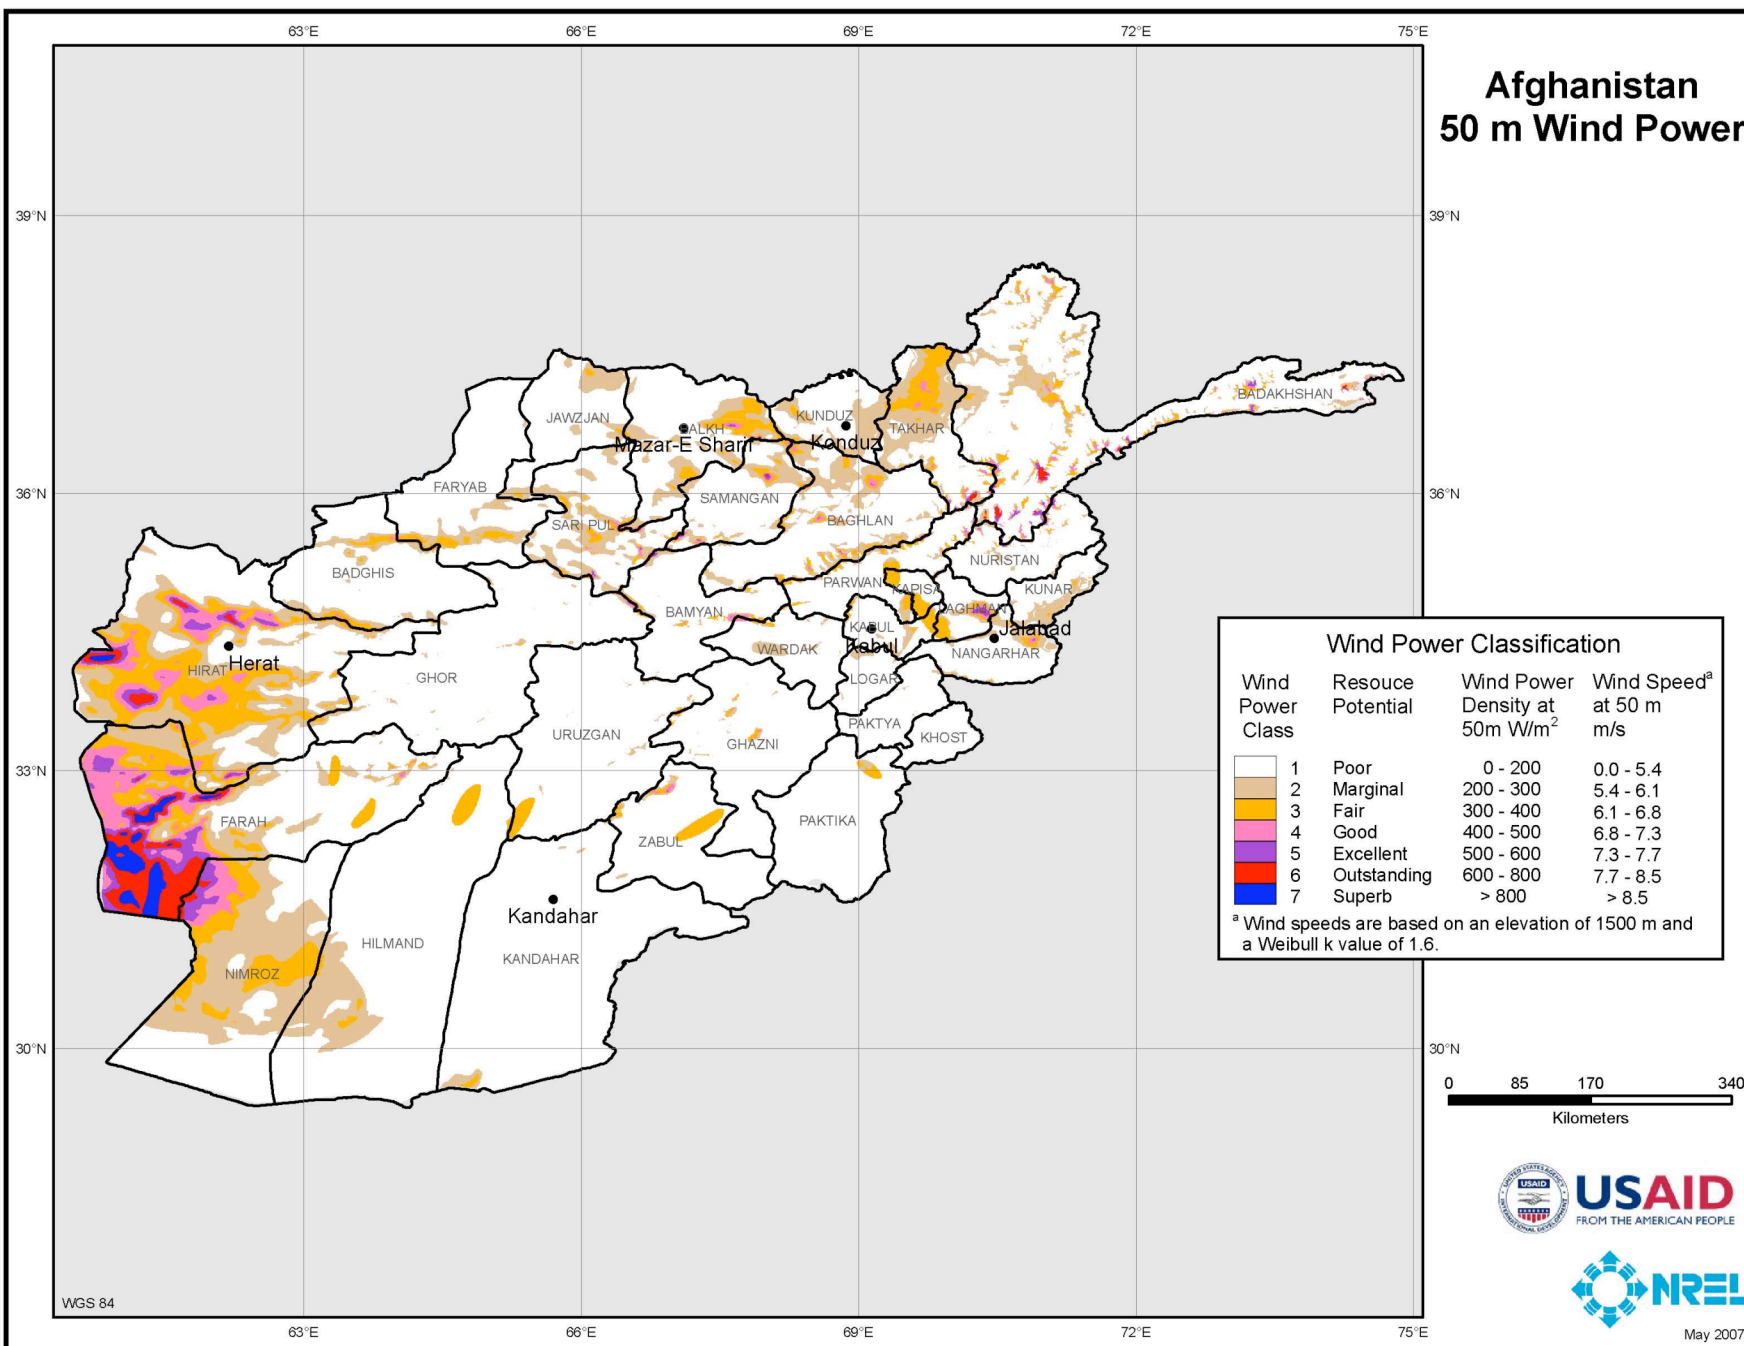 63°E 66°E 69°E 72°E 75°E
Afghanistan
50 m Wind Power
39°N 39°N
BADAKHSHAN
JAWZJAN
KUNDUZ
TAKHAR
BALKH
Mazar-E Sharif
Konduz
FARYAB
SAMANGAN
36°N 36°N
SARI PUL
BAGHLAN
NURISTAN
BADGHIS
PARWAN
KAPISA
KUNAR
BAMYAN
LAGHMAN
KABUL
Jalabad
Kabul
WARDAK
NANGARHAR
Herat
HIRAT
GHOR
LOGAR
PAKTYA
URUZGAN
KHOST
GHAZNI
33°N
FARAH
PAKTIKA
ZABUL
Kandahar
HILMAND
KANDAHAR
NIMROZ
30°N 30°N
Wind Power Classification
Wind Power Class
Resouce Potential
Wind Power Density at 50m W/m2
Wind Speed a at 50 m m/s
1 Poor 0 - 200 0.0 - 5.4
2 Marginal 200 - 300 5.4 - 6.1
3 Fair 300 - 400 6.1 - 6.8
4 Good 400 - 500 6.8 - 7.3
5 Excellent 500 - 600 7.3 - 7.7
6 Outstanding 600 - 800 7.7 - 8.5
7 Superb > 800 > 8.5
a Wind speeds are based on an elevation of 1500 m and
a Weibull k value of 1.6.
0 85 170 340
Kilometers
USAID
USAID
FROM THE AMERICAN PEOPLE
UNITED STATES AGENCY
INTERNATIONAL DEVELOPMENT
NREL
WGS 84
63°E 66°E 69°E 72°E 75°E
May 2007